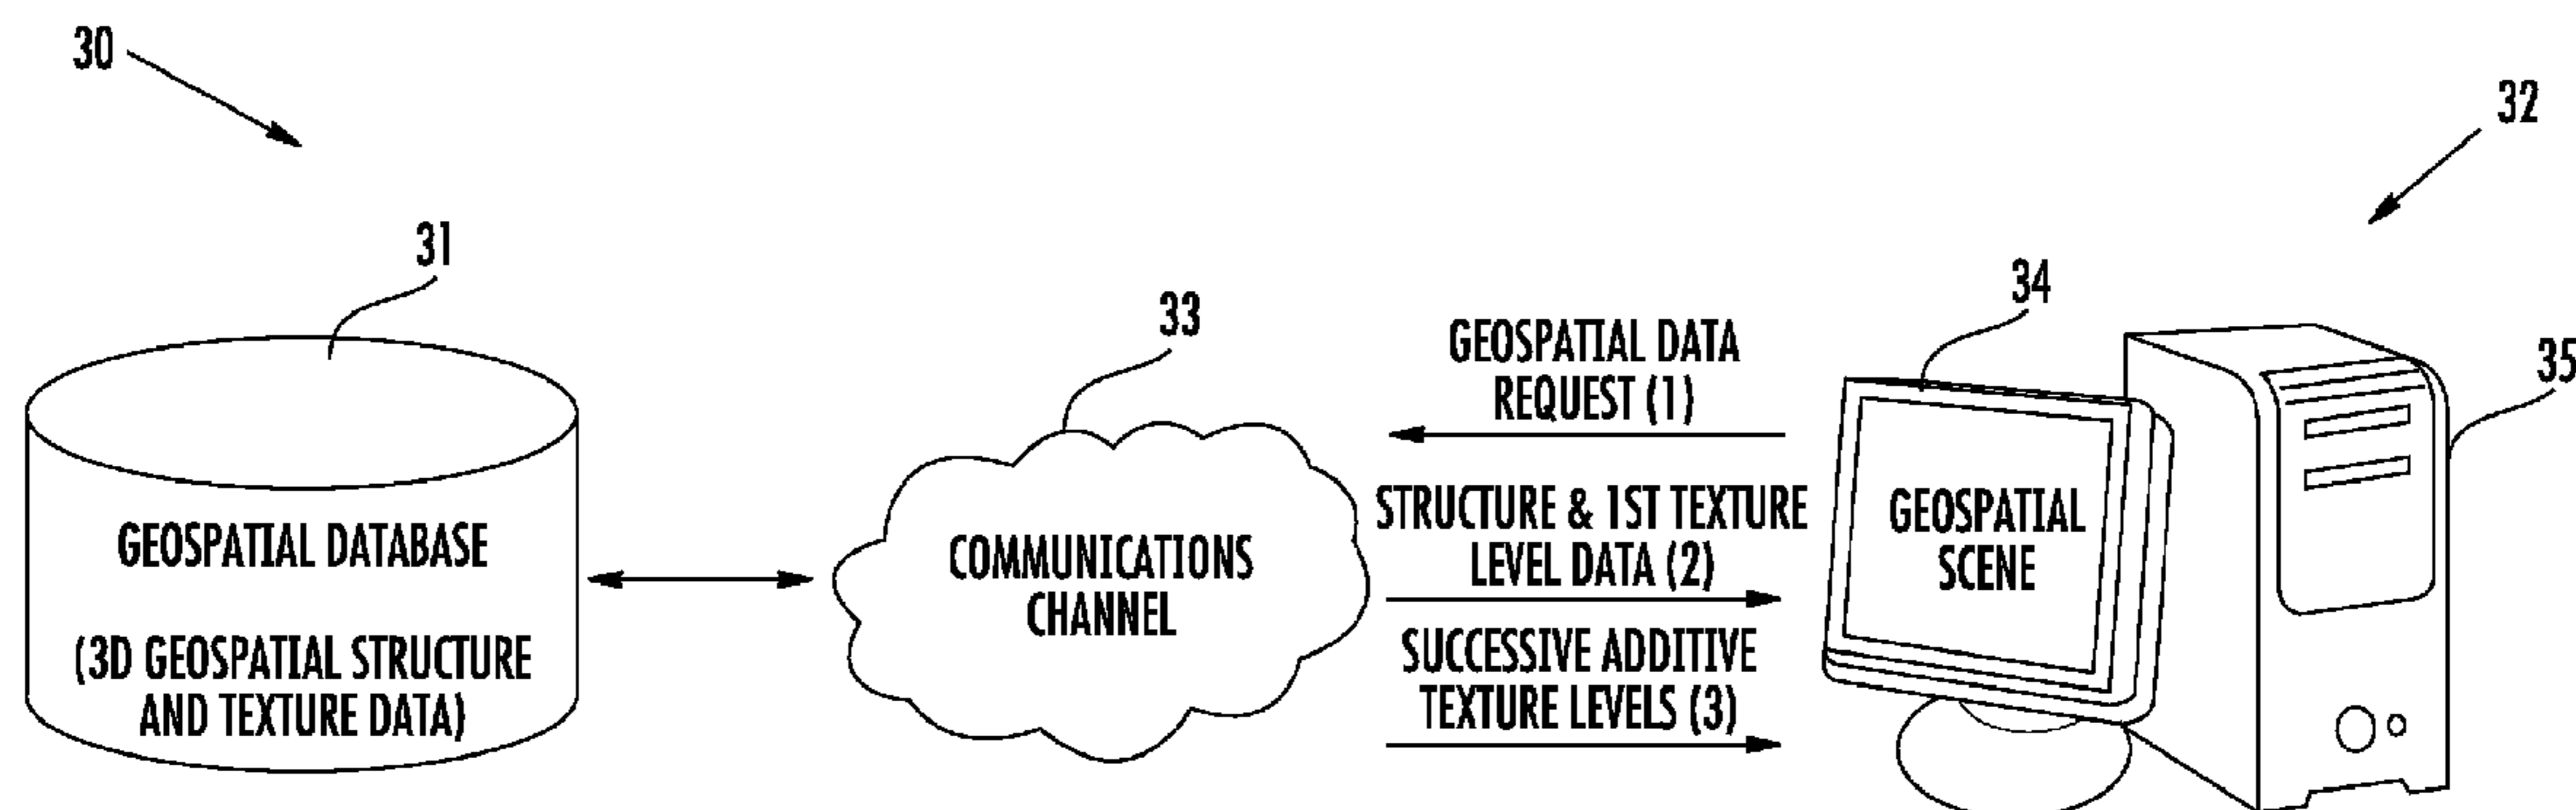 30
32
31
33
34
35
GEOSPATIAL DATABASE
(3D GEOSPATIAL STRUCTURE
AND TEXTURE DATA)
COMMUNICATIONS
CHANNEL
GEOSPATIAL DATA
REQUEST (1)
STRUCTURE & 1ST TEXTURE
LEVEL DATA (2)
SUCCESSIVE ADDITIVE
TEXTURE LEVELS (3)
GEOSPATIAL
SCENE